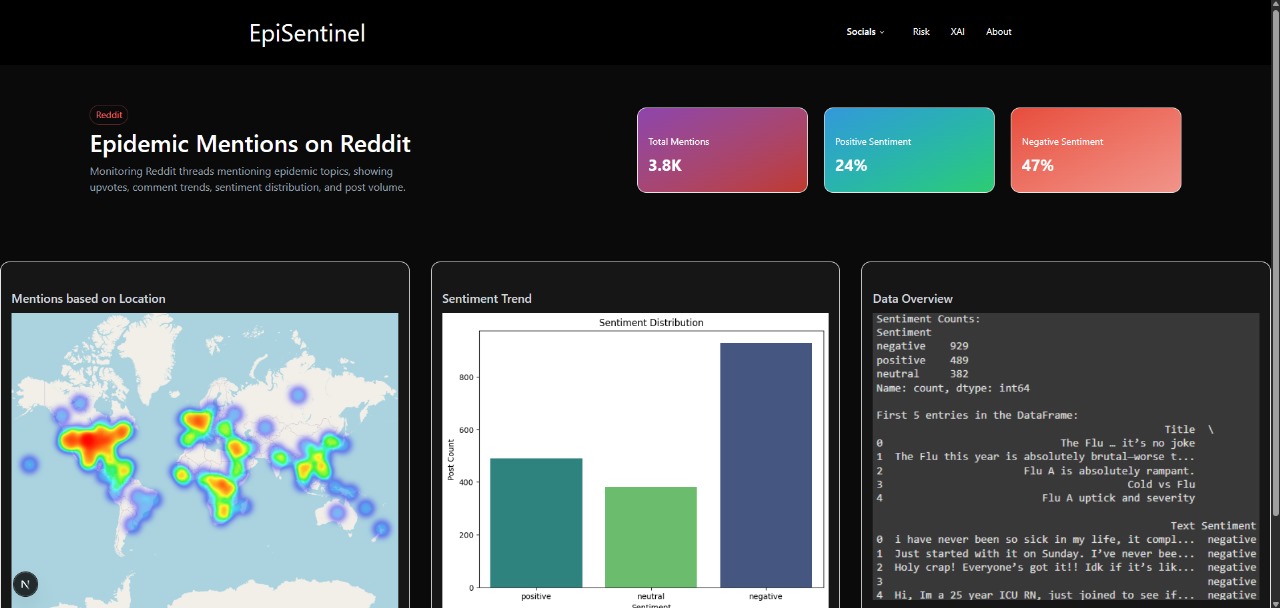 EpiSentinel
Socials
Risk
XAI
About
Reddit
Epidemic Mentions on Reddit
Monitoring Reddit threads mentioning epidemic topics, showing
upvotes, comment trends, sentiment distribution, and post volume.
Total Mentions
3.8K
Positive Sentiment
24%
Negative Sentiment
47%
Mentions based on Location
N
Sentiment Trend
Sentiment Distribution
Post Count
800
600
400
200
0
positive
neutral
negative
Sentiment
Data Overview
Sentiment Counts:
Sentiment
negative    929
positive    489
neutral     382
Name: count, dtype: int64
First 5 entries in the DataFrame:
Title  \
0  The Flu … it’s no joke
1  The Flu this year is absolutely brutal—worse t...
2  Flu A is absolutely rampant.
3  Cold vs Flu
4  Flu A uptick and severity
Text Sentiment
0  i have never been so sick in my life, it compl...  negative
1  Just started with it on Sunday. I’ve never bee...  negative
2  Holy crap! Everyone’s got it!! Idk if it’s lik...  negative
3  negative
4  Hi, Im a 25 year ICU RN, just joined to see if...  negative